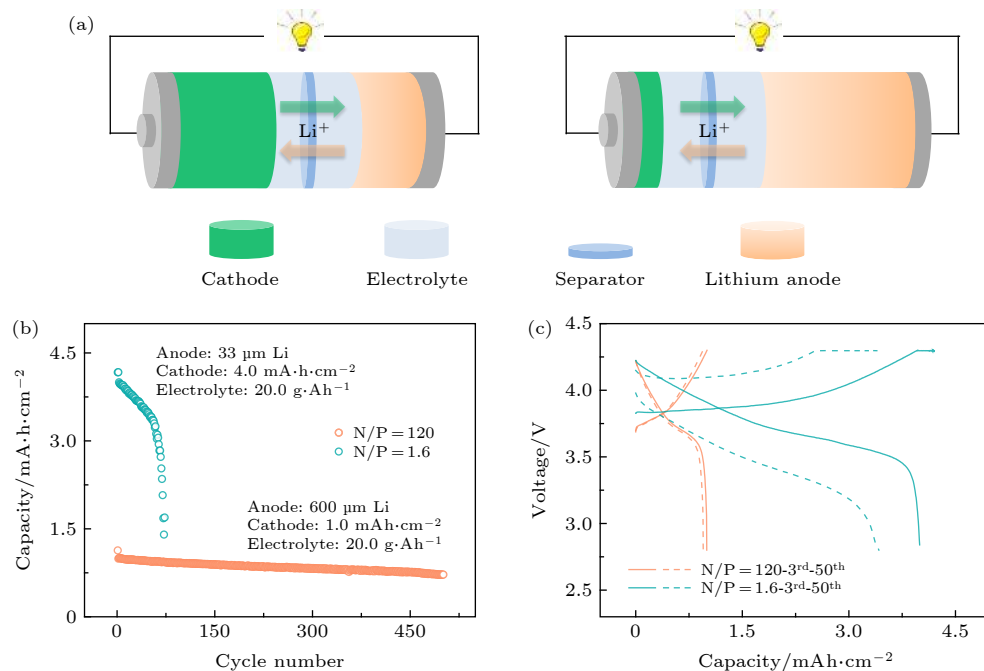 (a)
Li⁺
Li⁺
Cathode
Electrolyte
Separator
Lithium anode
(b)
Capacity/mA·h·cm⁻²
4.5
3.0
1.5
0
Anode: 33 µm Li
Cathode: 4.0 mA·h·cm⁻²
Electrolyte: 20.0 g·Ah⁻¹
N/P=120
N/P=1.6
Anode: 600 µm Li
Cathode: 1.0 mAh·cm⁻²
Electrolyte: 20.0 g·Ah⁻¹
0
150
300
450
Cycle number
(c)
Voltage/V
4.5
4.0
3.5
3.0
2.5
N/P=120-3ʳᵈ-50ᵗʰ
N/P=1.6-3ʳᵈ-50ᵗʰ
0
1.5
3.0
4.5
Capacity/mAh·cm⁻²